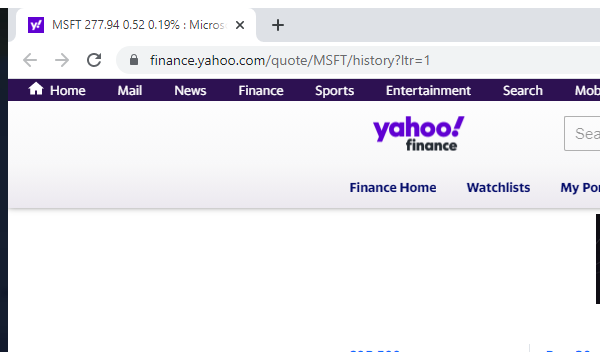 MSFT 277.94 0.52 0.19% : Micros
finance.yahoo.com/quote/MSFT/history?ltr=1
Home Mail News Finance Sports Entertainment Search Mob
yahoo!
finance
Sea
Finance Home Watchlists My Por